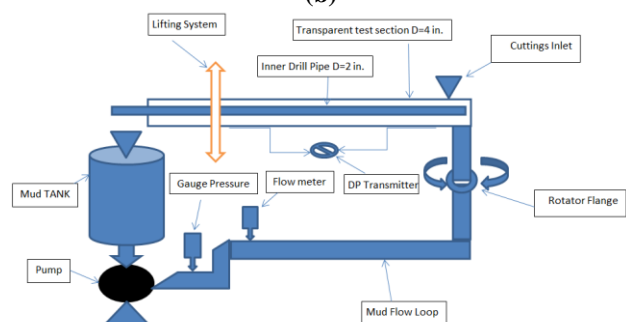 (b)
Lifting System
Transparent test section D=4 in.
Cuttings Inlet
Inner Drill Pipe D=2 in.
Mud TANK
Gauge Pressure
Flow meter
DP Transmitter
Rotator Flange
Pump
Mud Flow Loop